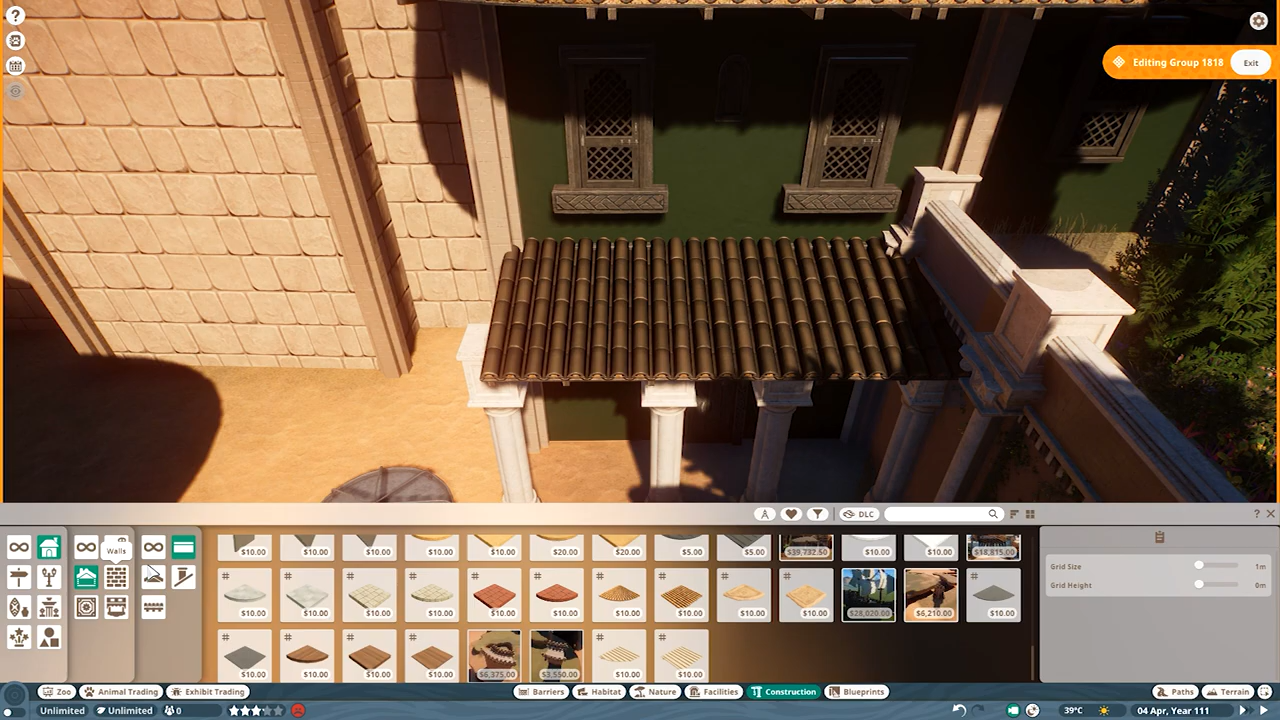 ?
Editing Group 1818
Exit
DLC
? ×
Walls
$10.00 $10.00 $10.00 $10.00 $10.00 $20.00 $20.00 $5.00 $5.00 $39,732.50 $10.00 $10.00 $18,815.00
$10.00 $10.00 $10.00 $10.00 $10.00 $10.00 $10.00 $10.00 $10.00 $10.00 $28,020.00 $6,210.00 $10.00
$10.00 $10.00 $10.00 $10.00 $6,375.00 $3,550.00 $10.00 $10.00
Grid Size 1m
Grid Height 0m
Zoo Animal Trading Exhibit Trading Barriers Habitat Nature Facilities Construction Blueprints Paths Terrain
Unlimited Unlimited 0 39°C 04 Apr, Year 111